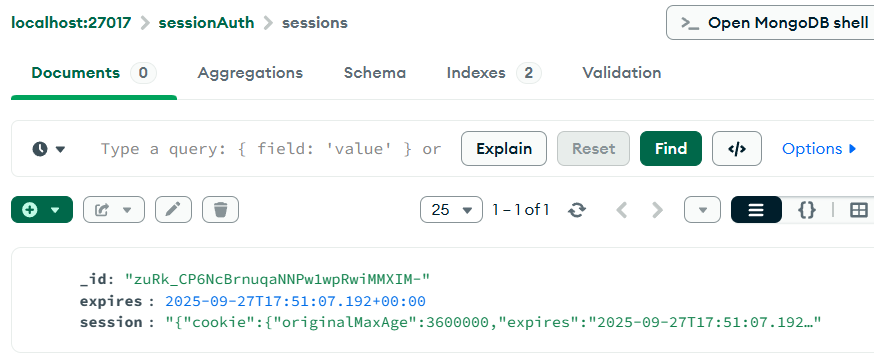 localhost:27017 > sessionAuth > sessions
>_ Open MongoDB shell
Documents 0 Aggregations Schema Indexes 2 Validation
Type a query: { field: 'value' } or Explain Reset Find </> Options
25 1 – 1 of 1 {}
_id: "zuRk_CP6NcBrnuqaNNPw1wpRwiMMXIM-"
expires : 2025-09-27T17:51:07.192+00:00
session : "{"cookie":{"originalMaxAge":3600000,"expires":"2025-09-27T17:51:07.192…"